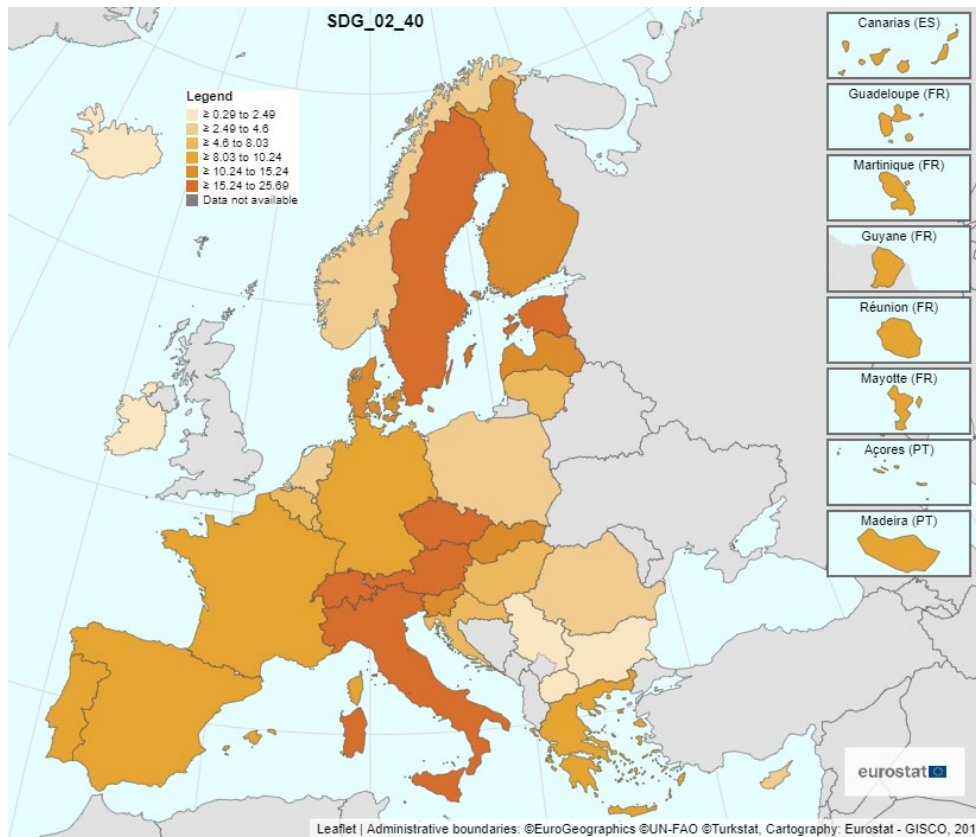 SDG_02_40
Legend
≥ 0.29 to 2.49
≥ 2.49 to 4.6
≥ 4.6 to 8.03
≥ 8.03 to 10.24
≥ 10.24 to 15.24
≥ 15.24 to 25.69
Data not available
Canarias (ES)
Guadeloupe (FR)
Martinique (FR)
Guyane (FR)
Réunion (FR)
Mayotte (FR)
Açores (PT)
Madeira (PT)
eurostat
Leaflet | Administrative boundaries: ©EuroGeographics ©UN-FAO ©Turkstat, Cartography: Eurostat - GISCO, 201